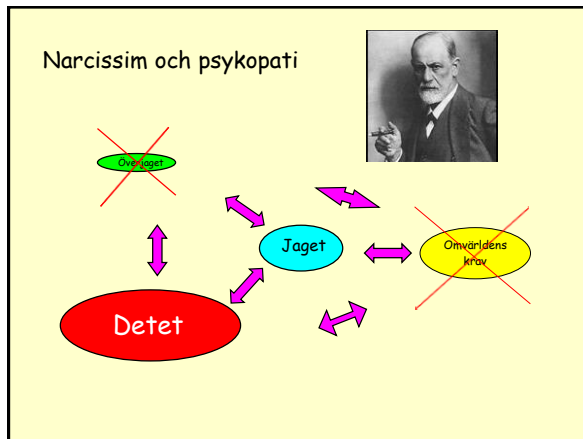 Narcissim och psykopati
Överjaget
Jaget
Omvärldens
krav
Detet